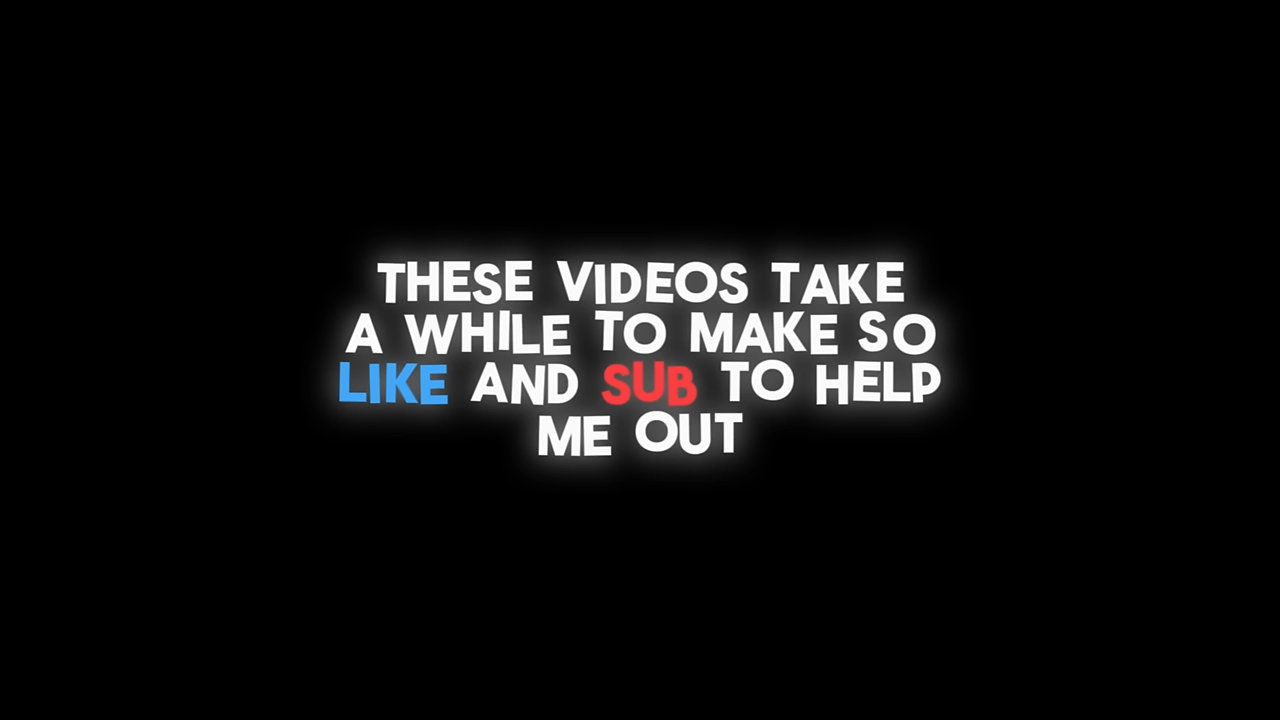 THESE VIDEOS TAKE
A WHILE TO MAKE SO
LIKE AND SUB TO HELP
ME OUT